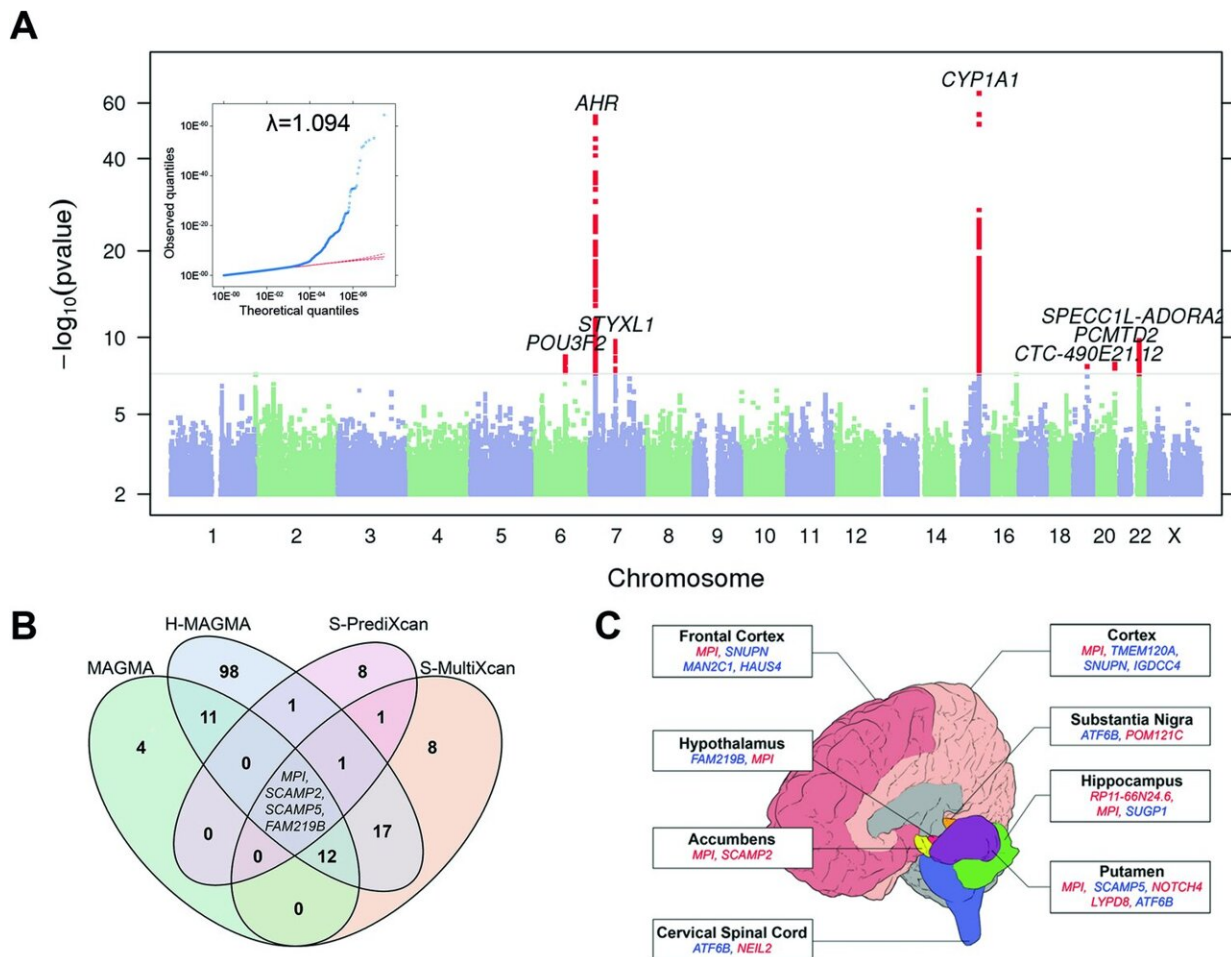 A
60
40
20
10
5
2
−log10(pvalue)
λ=1.094
10E-60
10E-40
10E-20
10E-00
Observed quantiles
10E-00 10E-02 10E-04 10E-06
Theoretical quantiles
AHR
CYP1A1
POU3F2
STYXL1
SPECC1L-ADORA2
PCMTD2
CTC-490E21.12
1 2 3 4 5 6 7 8 9 10 11 12 14 16 18 20 22 X
Chromosome
B
MAGMA
H-MAGMA
S-PrediXcan
S-MultiXcan
98
8
11
1
1
4
8
0
1
MPI,
SCAMP2,
SCAMP5,
FAM219B
0
17
0
12
0
C
Frontal Cortex
MPI, SNUPN
MAN2C1, HAUS4
Hypothalamus
FAM219B, MPI
Accumbens
MPI, SCAMP2
Cervical Spinal Cord
ATF6B, NEIL2
Cortex
MPI, TMEM120A,
SNUPN, IGDCC4
Substantia Nigra
ATF6B, POM121C
Hippocampus
RP11-66N24.6,
MPI, SUGP1
Putamen
MPI, SCAMP5, NOTCH4
LYPD8, ATF6B